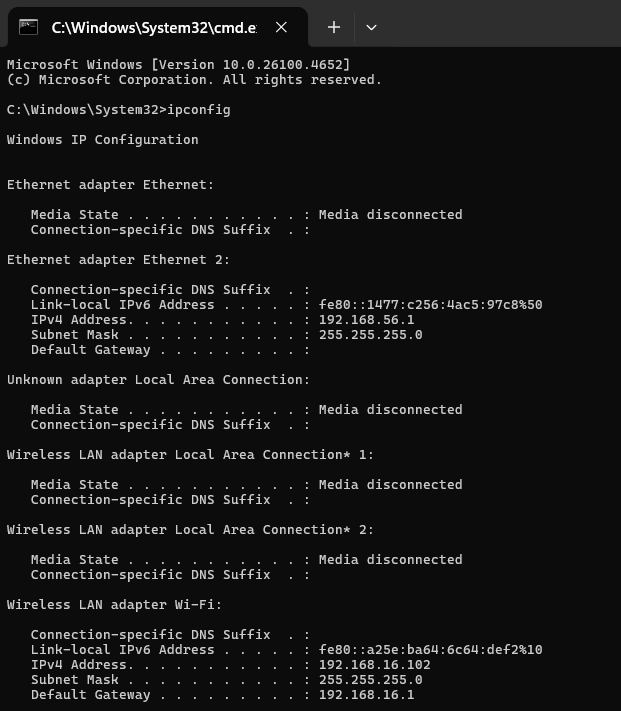 C:\Windows\System32\cmd.e
Microsoft Windows [Version 10.0.26100.4652]
(c) Microsoft Corporation. All rights reserved.
C:\Windows\System32>ipconfig
Windows IP Configuration
Ethernet adapter Ethernet:
Media State . . . . . . . . . . . : Media disconnected
Connection-specific DNS Suffix  . :
Ethernet adapter Ethernet 2:
Connection-specific DNS Suffix  . :
Link-local IPv6 Address . . . . . : fe80::1477:c256:4ac5:97c8%50
IPv4 Address. . . . . . . . . . . : 192.168.56.1
Subnet Mask . . . . . . . . . . . : 255.255.255.0
Default Gateway . . . . . . . . . :
Unknown adapter Local Area Connection:
Media State . . . . . . . . . . . : Media disconnected
Connection-specific DNS Suffix  . :
Wireless LAN adapter Local Area Connection* 1:
Media State . . . . . . . . . . . : Media disconnected
Connection-specific DNS Suffix  . :
Wireless LAN adapter Local Area Connection* 2:
Media State . . . . . . . . . . . : Media disconnected
Connection-specific DNS Suffix  . :
Wireless LAN adapter Wi-Fi:
Connection-specific DNS Suffix  . :
Link-local IPv6 Address . . . . . : fe80::a25e:ba64:6c64:def2%10
IPv4 Address. . . . . . . . . . . : 192.168.16.102
Subnet Mask . . . . . . . . . . . : 255.255.255.0
Default Gateway . . . . . . . . . : 192.168.16.1